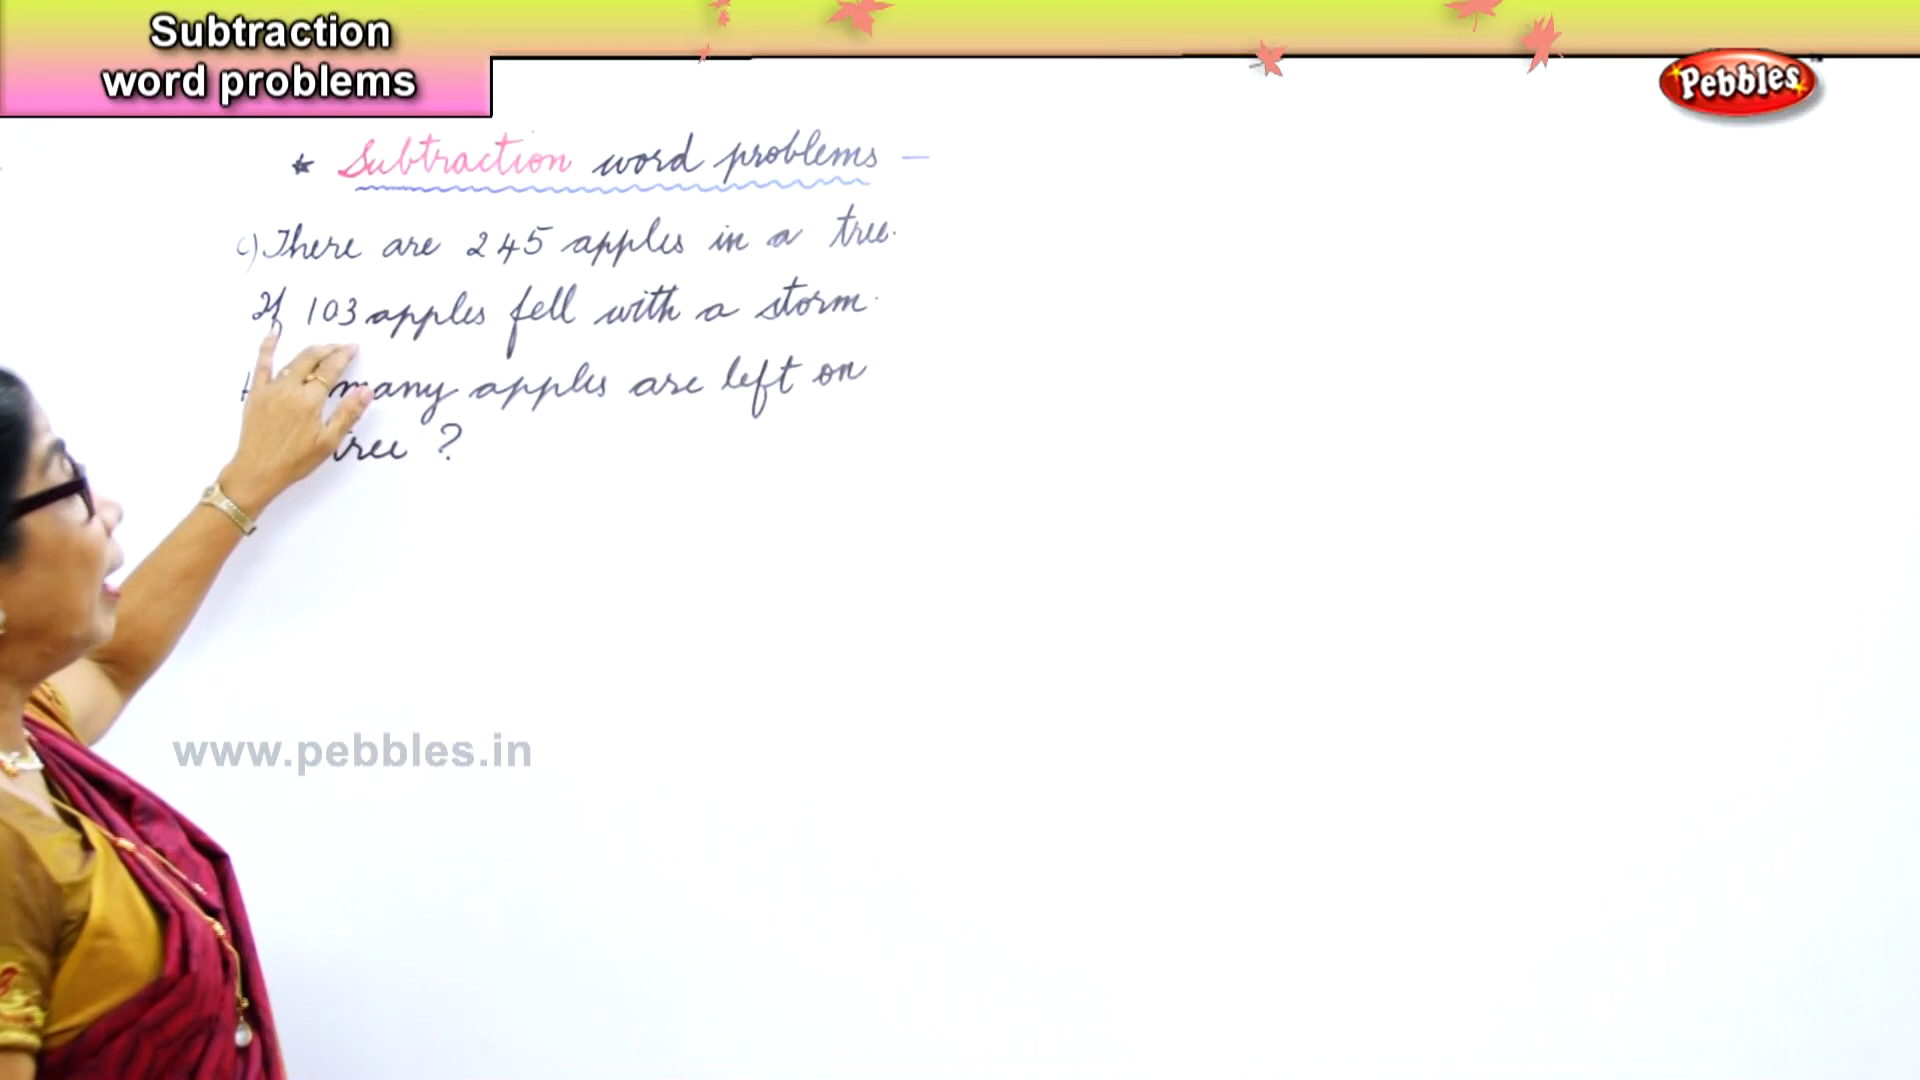 Subtraction
word problems
Pebbles
★ Subtraction word problems —
c) There are 245 apples in a tree.
If 103 apples fell with a storm.
many apples are left on
tree ?
www.pebbles.in